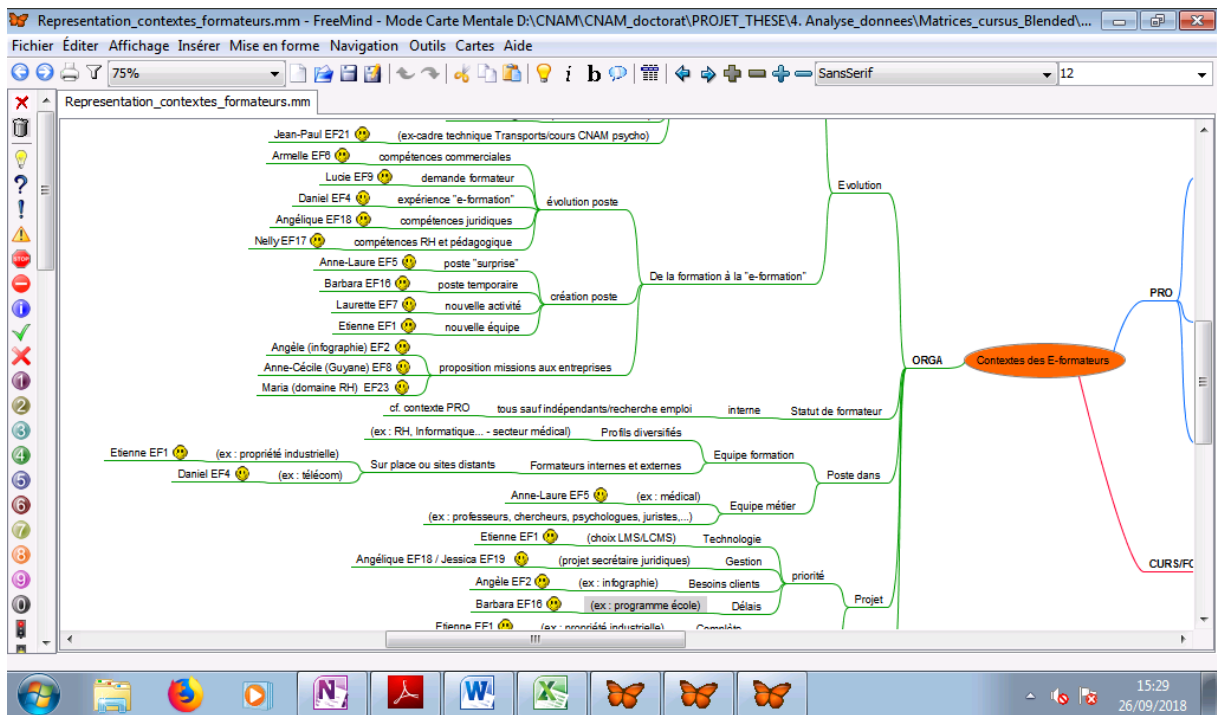 Representation_contextes_formateurs.mm - FreeMind - Mode Carte Mentale D:\CNAM\CNAM_doctorat\PROJET_THESE\4. Analyse_donnees\Matrices_cursus_Blended\...
Fichier Éditer Affichage Insérer Mise en forme Navigation Outils Cartes Aide
75% i b SansSerif 12
Representation_contextes_formateurs.mm
Jean-Paul EF21 (ex-cadre technique Transports/cours CNAM psycho)
Armelle EF6 compétences commerciales
Lucie EF9 demande formateur
Evolution
Daniel EF4 expérience "e-formation"
évolution poste
Angélique EF18 compétences juridiques
Nelly EF17 compétences RH et pédagogique
Anne-Laure EF5 poste "surprise"
De la formation à la "e-formation"
Barbara EF16 poste temporaire
création poste
PRO
Laurette EF7 nouvelle activité
Etienne EF1 nouvelle équipe
Angèle (infographie) EF2
ORGA Contextes des E-formateurs
Anne-Cécile (Guyane) EF8 proposition missions aux entreprises
Maria (domaine RH) EF23
cf. contexte PRO tous sauf indépendants/recherche emploi interne Statut de formateur
(ex : RH, Informatique... - secteur médical) Profils diversifiés
Etienne EF1 (ex : propriété industrielle)
Equipe formation
Sur place ou sites distants Formateurs internes et externes
Daniel EF4 (ex : télécom)
Poste dans
Anne-Laure EF5 (ex : médical)
Equipe métier
(ex : professeurs, chercheurs, psychologues, juristes,...)
Etienne EF1 (choix LMS/LCMS) Technologie
Angélique EF18 / Jessica EF19 (projet secrétaire juridiques) Gestion
CURS/FC
priorité
Angèle EF2 (ex : infographie) Besoins clients
Projet
Barbara EF16 (ex : programme école) Délais
Etienne EF1 (ex : propriété industrielle) Complète
15:29
26/09/2018